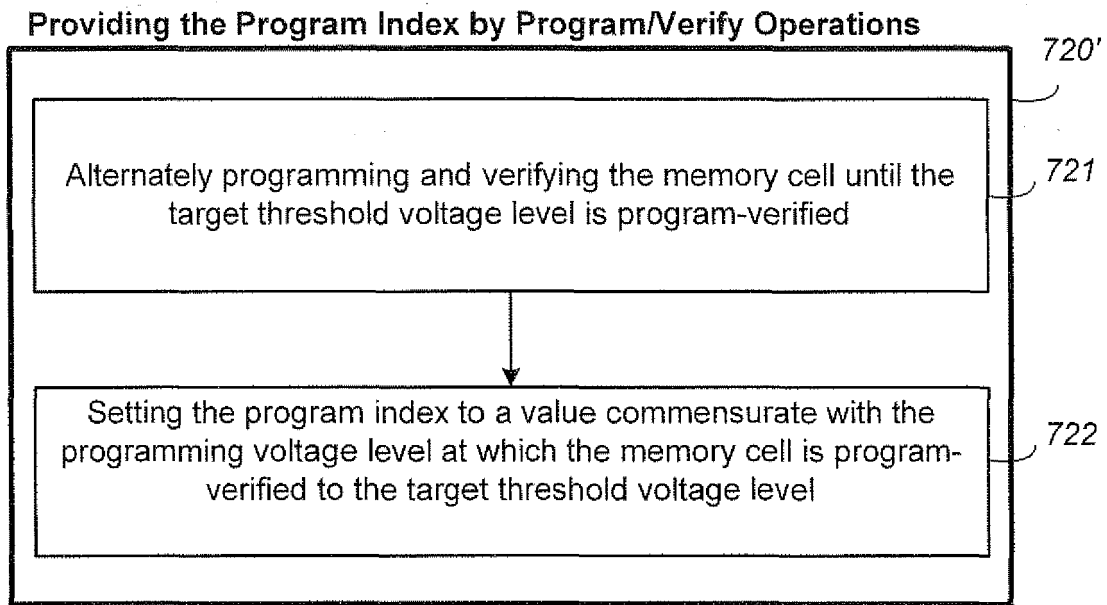 Providing the Program Index by Program/Verify Operations
720'
Alternately programming and verifying the memory cell until the
target threshold voltage level is program-verified
721
Setting the program index to a value commensurate with the
programming voltage level at which the memory cell is program-
verified to the target threshold voltage level
722